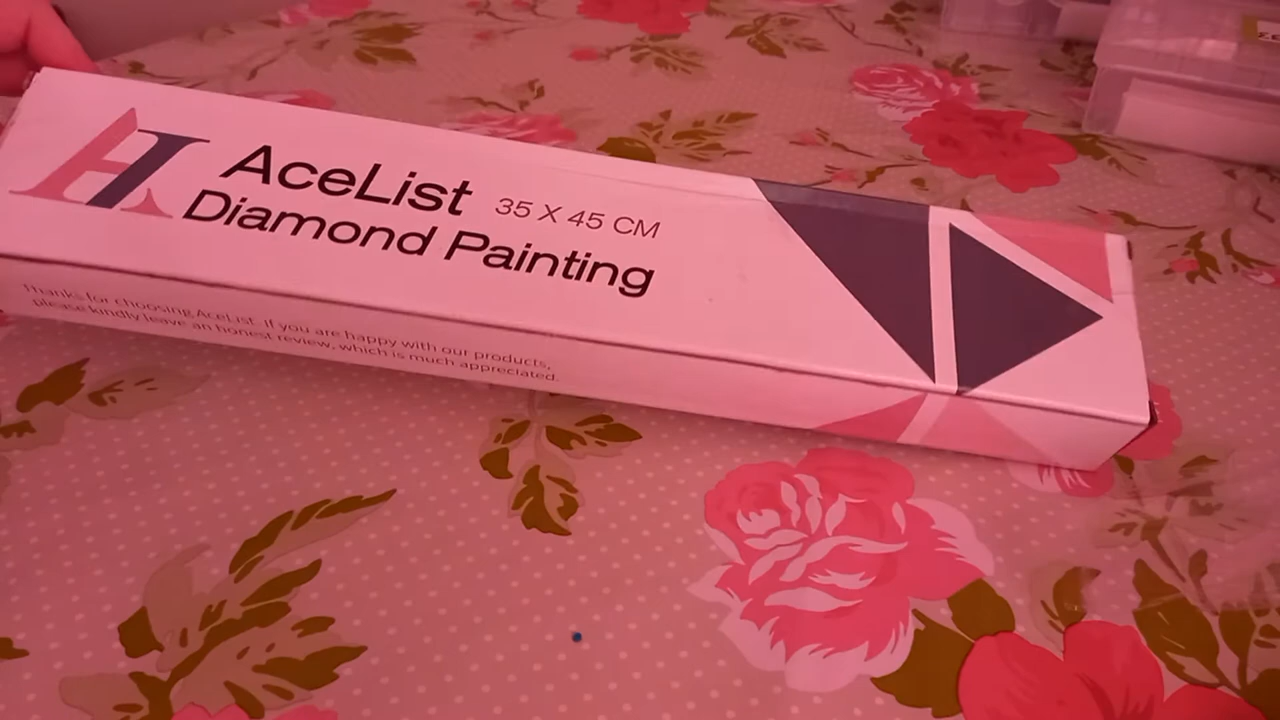 AceList 35 X 45 CM
Diamond Painting
Thanks for choosing AceList. If you are happy with our products,
please kindly leave an honest review, which is much appreciated.